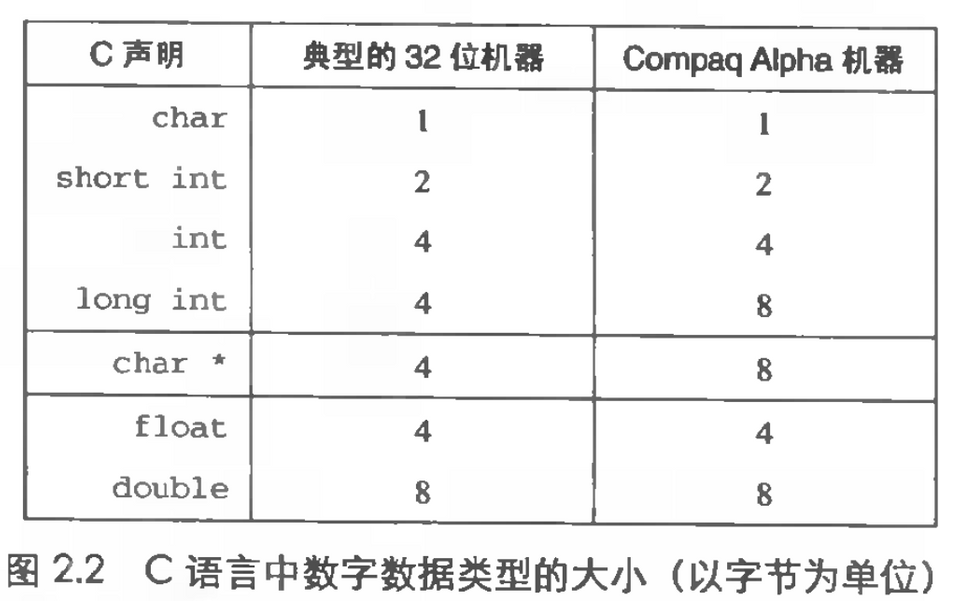 C 声明 典型的 32 位机器 Compaq Alpha 机器
char 1 1
short int 2 2
int 4 4
long int 4 8
char * 4 8
float 4 4
double 8 8
图 2.2 C 语言中数字数据类型的大小（以字节为单位）